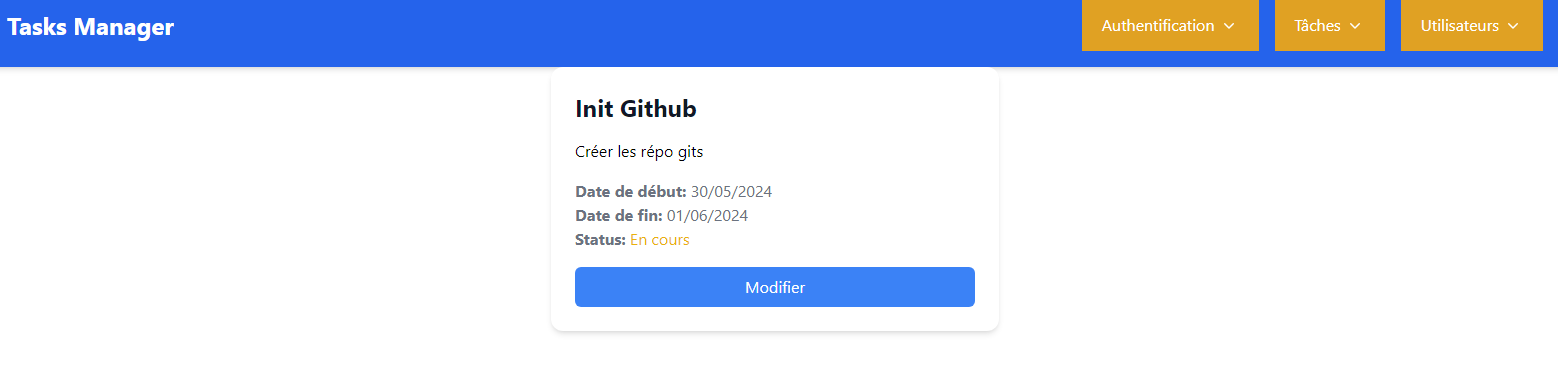 Tasks Manager
Authentification
Tâches
Utilisateurs
Init Github
Créer les répo gits
Date de début: 30/05/2024
Date de fin: 01/06/2024
Status: En cours
Modifier